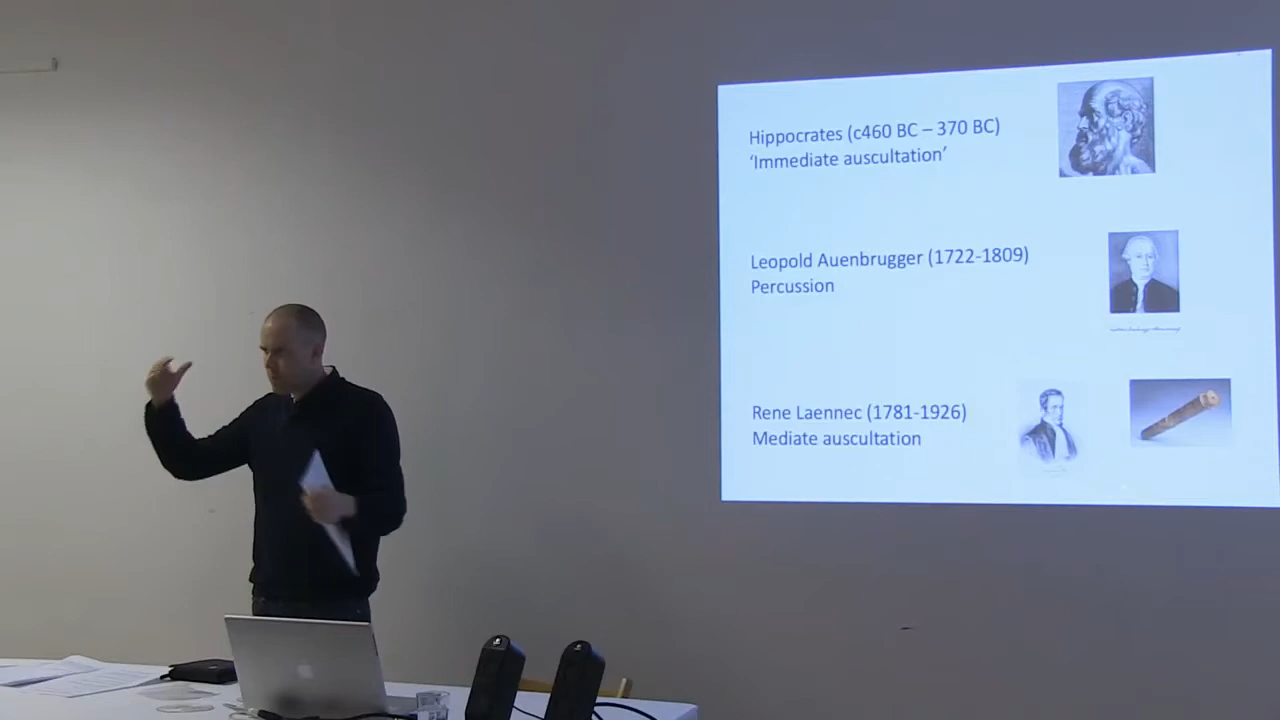 Hippocrates (c460 BC – 370 BC)
‘Immediate auscultation’
Leopold Auenbrugger (1722-1809)
Percussion
Rene Laennec (1781-1926)
Mediate auscultation